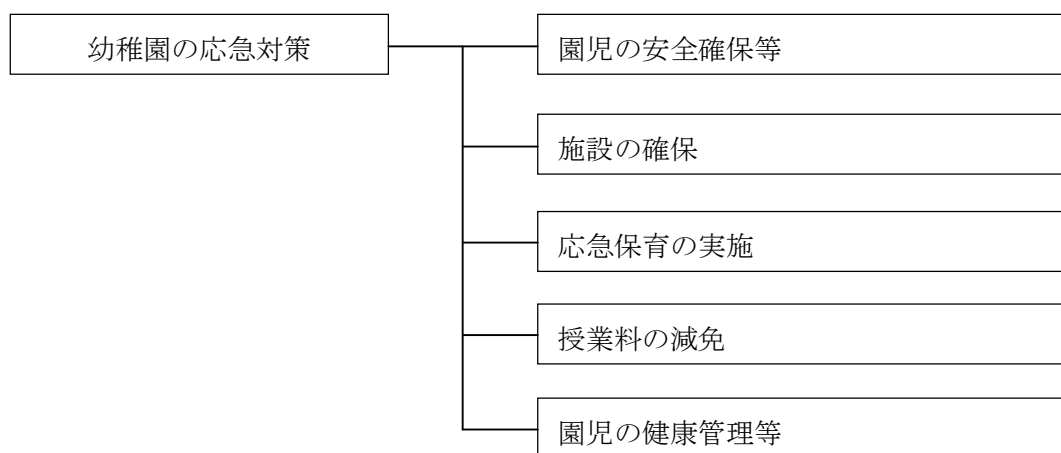 幼稚園の応急対策
園児の安全確保等
施設の確保
応急保育の実施
授業料の減免
園児の健康管理等